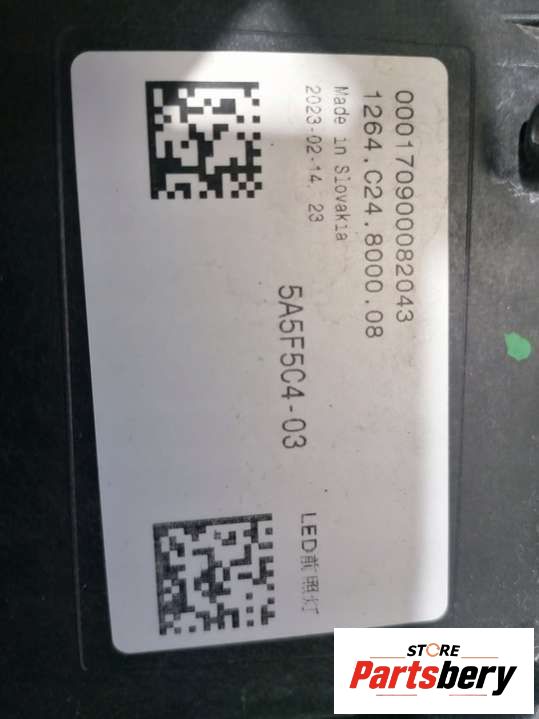 000170900082043
1264.C24.8000.08
Made in Slovakia
2023-02-14, 23
5A5F5C4-03
LED前照灯
STORE
Partsbery